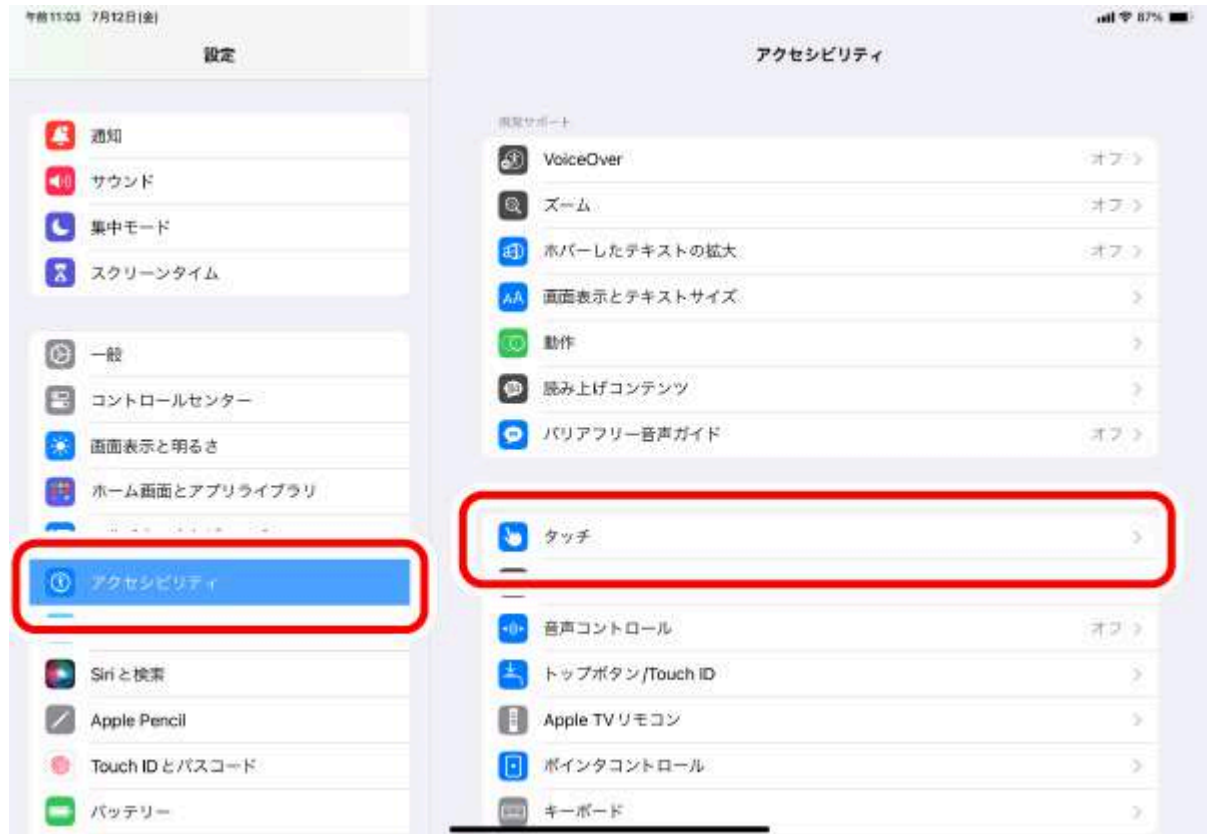 午前11:03 7月12日(金)
87%
設定
通知
サウンド
集中モード
スクリーンタイム
一般
コントロールセンター
画面表示と明るさ
ホーム画面とアプリライブラリ
アクセシビリティ
Siriと検索
Apple Pencil
Touch IDとパスコード
バッテリー
アクセシビリティ
視覚サポート
VoiceOver オフ
ズーム オフ
ホバーしたテキストの拡大 オフ
画面表示とテキストサイズ
動作
読み上げコンテンツ
バリアフリー音声ガイド オフ
タッチ
音声コントロール オフ
トップボタン/Touch ID
Apple TVリモコン
ポインタコントロール
キーボード